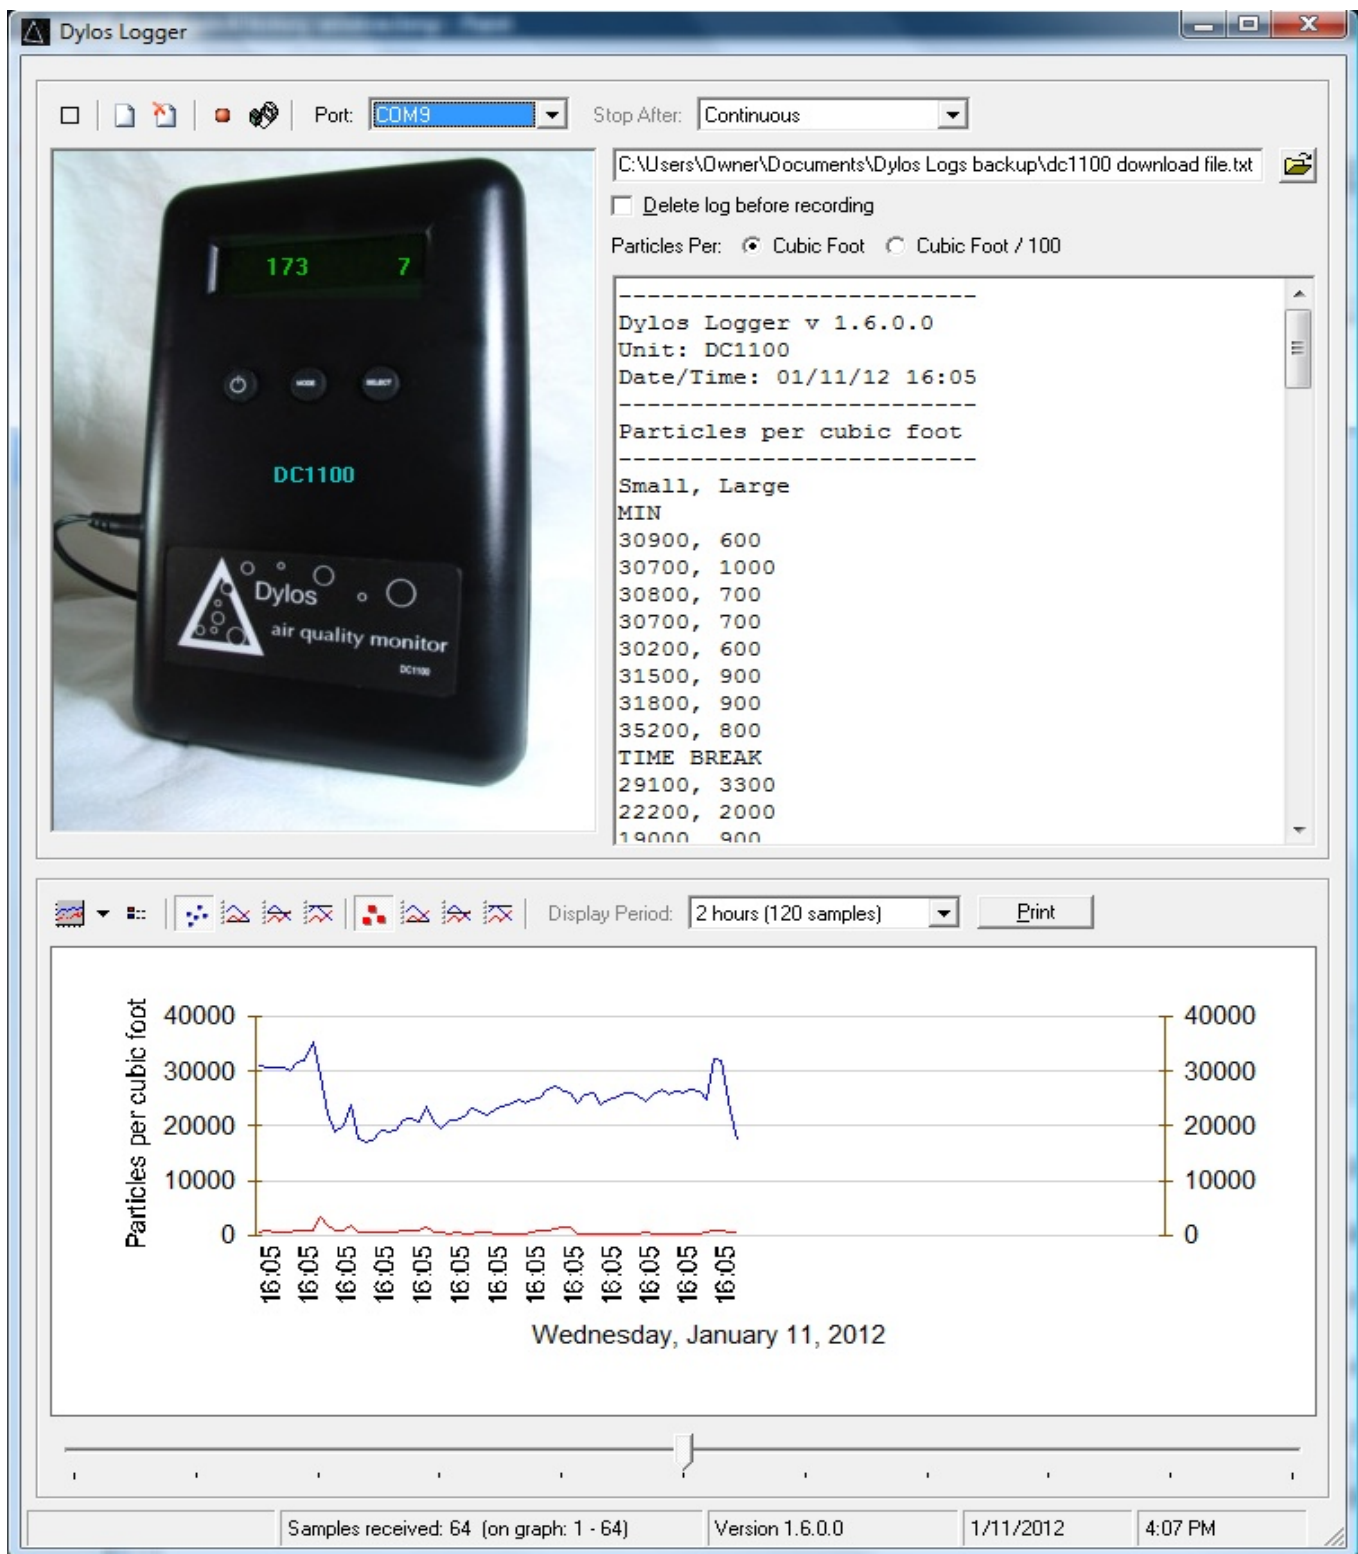 Dylos Logger
Port: COM9 Stop After: Continuous
C:\Users\Owner\Documents\Dylos Logs backup\dc1100 download file.txt
Delete log before recording
Particles Per: Cubic Foot Cubic Foot / 100
173 7
MODE SELECT
DC1100
Dylos
air quality monitor
DC1100
-------------------------
Dylos Logger v 1.6.0.0
Unit: DC1100
Date/Time: 01/11/12 16:05
-------------------------
Particles per cubic foot
-------------------------
Small, Large
MIN
30900, 600
30700, 1000
30800, 700
30700, 700
30200, 600
31500, 900
31800, 900
35200, 800
TIME BREAK
29100, 3300
22200, 2000
19000 900
Display Period: 2 hours (120 samples) Print
Particles per cubic foot
40000 40000
30000 30000
20000 20000
10000 10000
0 0
16:05 16:05 16:05 16:05 16:05 16:05 16:05 16:05 16:05 16:05 16:05 16:05 16:05
Wednesday, January 11, 2012
Samples received: 64 (on graph: 1 - 64) Version 1.6.0.0 1/11/2012 4:07 PM